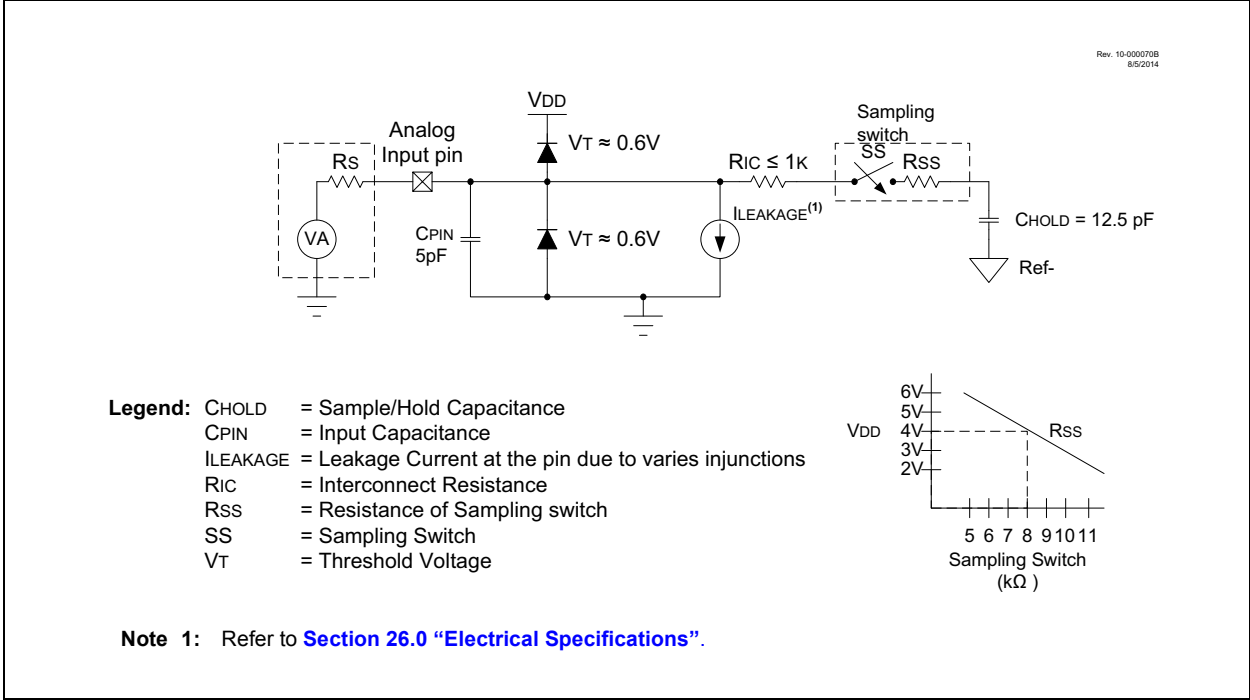 Rev. 10-000070B
8/5/2014
VDD
Analog
Input pin
VT ≈ 0.6V
Sampling
switch
SS
RS
RIC ≤ 1K
RSS
VA
CPIN
5pF
VT ≈ 0.6V
ILEAKAGE(1)
CHOLD = 12.5 pF
Ref-
Legend: CHOLD = Sample/Hold Capacitance
CPIN = Input Capacitance
ILEAKAGE = Leakage Current at the pin due to varies injunctions
RIC = Interconnect Resistance
RSS = Resistance of Sampling switch
SS = Sampling Switch
VT = Threshold Voltage
6V
5V
VDD 4V RSS
3V
2V
5 6 7 8 9 10 11
Sampling Switch
(kΩ )
Note 1: Refer to Section 26.0 “Electrical Specifications”.